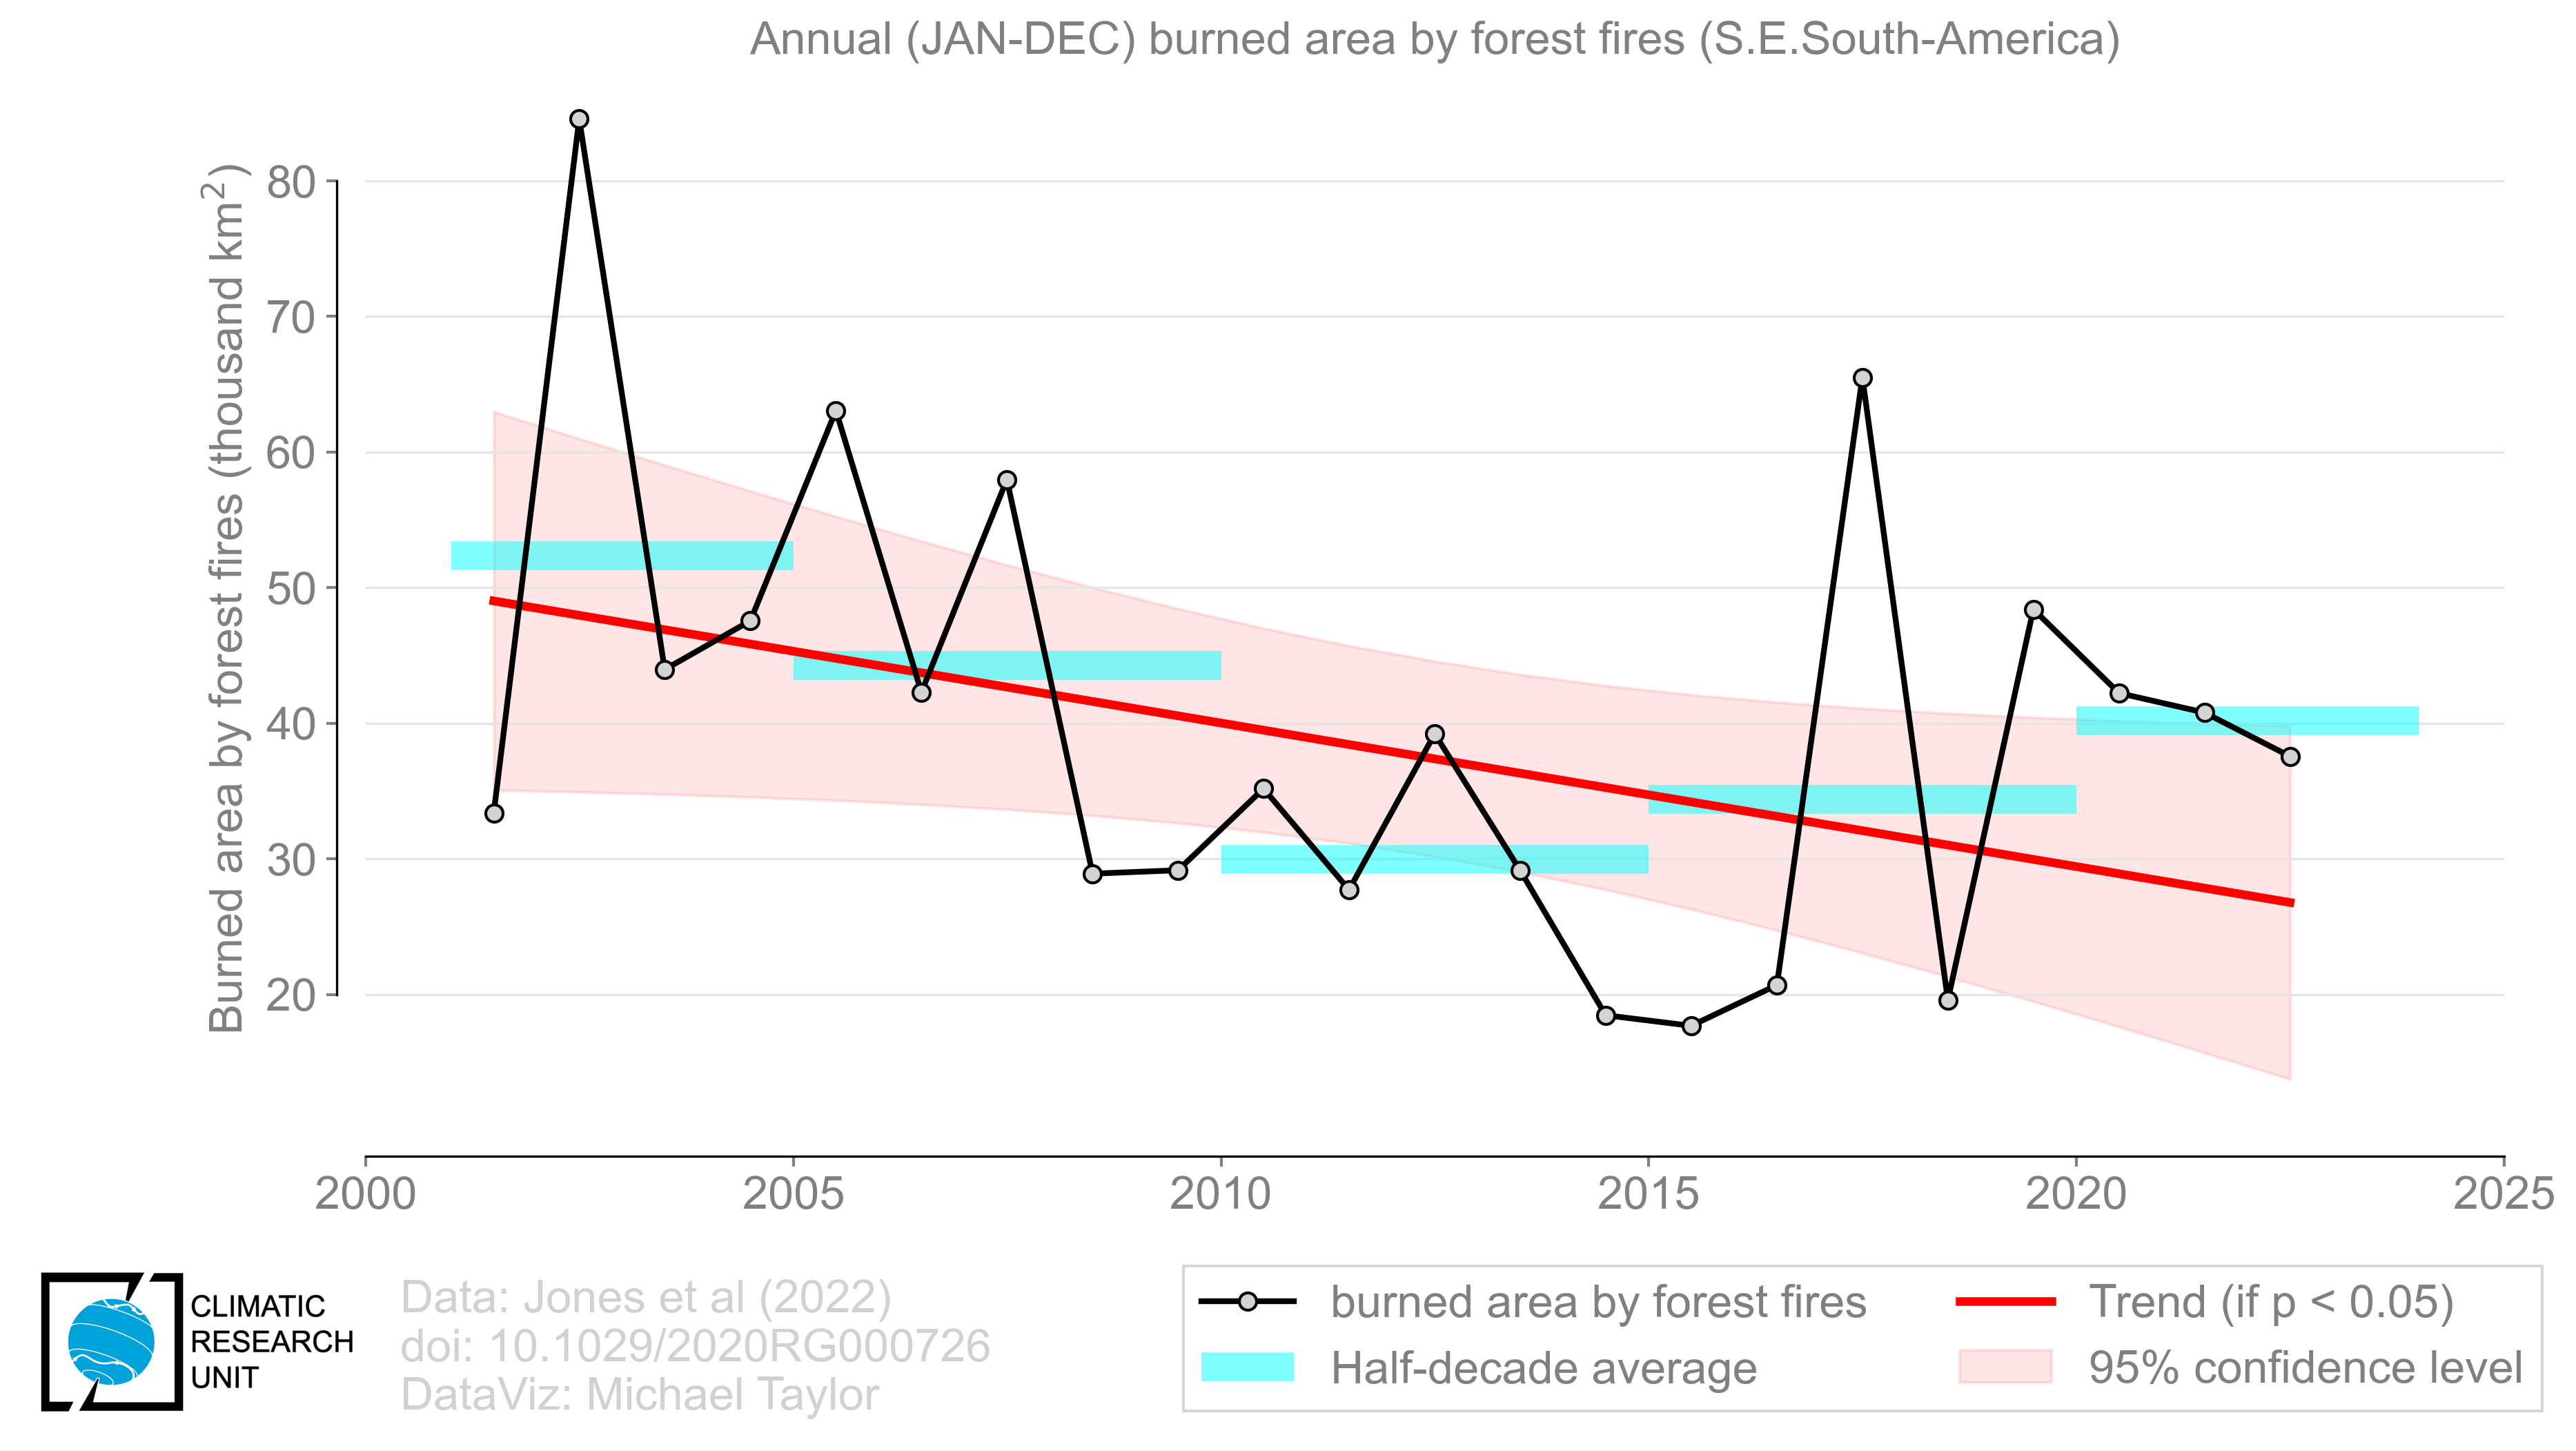 Annual (JAN-DEC) burned area by forest fires (S.E.South-America)
Burned area by forest fires (thousand km²)
80
70
60
50
40
30
20
2000
2005
2010
2015
2020
2025
CLIMATIC
RESEARCH
UNIT
Data: Jones et al (2022)
doi: 10.1029/2020RG000726
DataViz: Michael Taylor
burned area by forest fires
Half-decade average
Trend (if p < 0.05)
95% confidence level